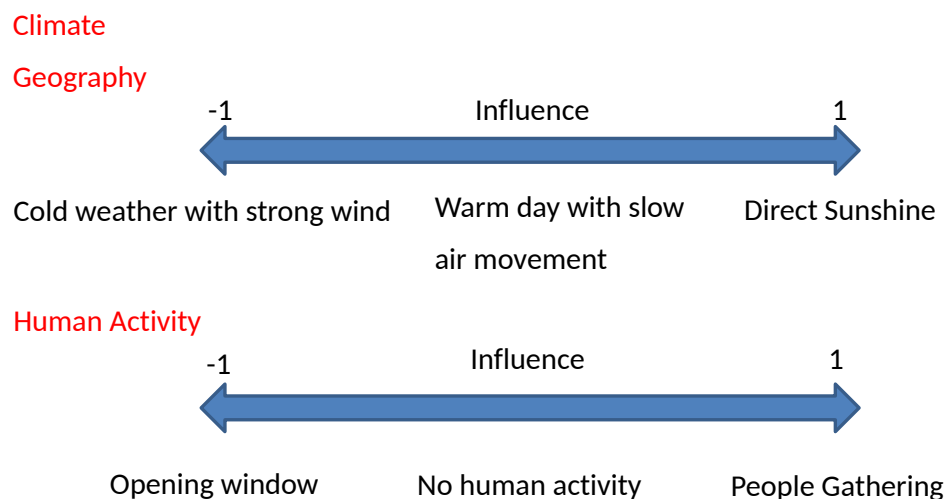 Climate
Geography
-1 Influence 1
Cold weather with strong wind Warm day with slow Direct Sunshine
air movement
Human Activity
-1 Influence 1
Opening window No human activity People Gathering